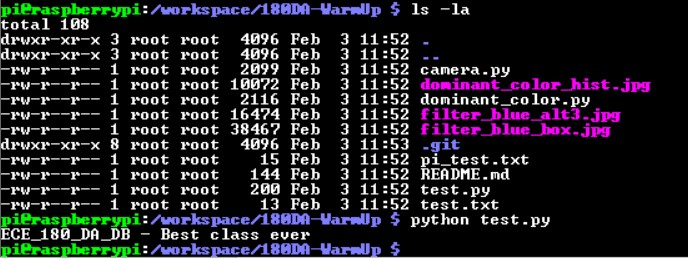 pi@raspberrypi:/workspace/180DA-WarmUp $ ls -la
total 108
drwxr-xr-x 3 root root 4096 Feb 3 11:52 .
drwxr-xr-x 3 root root 4096 Feb 3 11:52 ..
-rw-r--r-- 1 root root 2099 Feb 3 11:52 camera.py
-rw-r--r-- 1 root root 10072 Feb 3 11:52 dominant_color_hist.jpg
-rw-r--r-- 1 root root 2116 Feb 3 11:52 dominant_color.py
-rw-r--r-- 1 root root 16474 Feb 3 11:52 filter_blue_alt3.jpg
-rw-r--r-- 1 root root 38467 Feb 3 11:52 filter_blue_box.jpg
drwxr-xr-x 8 root root 4096 Feb 3 11:53 .git
-rw-r--r-- 1 root root 15 Feb 3 11:52 pi_test.txt
-rw-r--r-- 1 root root 144 Feb 3 11:52 README.md
-rw-r--r-- 1 root root 200 Feb 3 11:52 test.py
-rw-r--r-- 1 root root 13 Feb 3 11:52 test.txt
pi@raspberrypi:/workspace/180DA-WarmUp $ python test.py
ECE_180_DA_DB - Best class ever
pi@raspberrypi:/workspace/180DA-WarmUp $